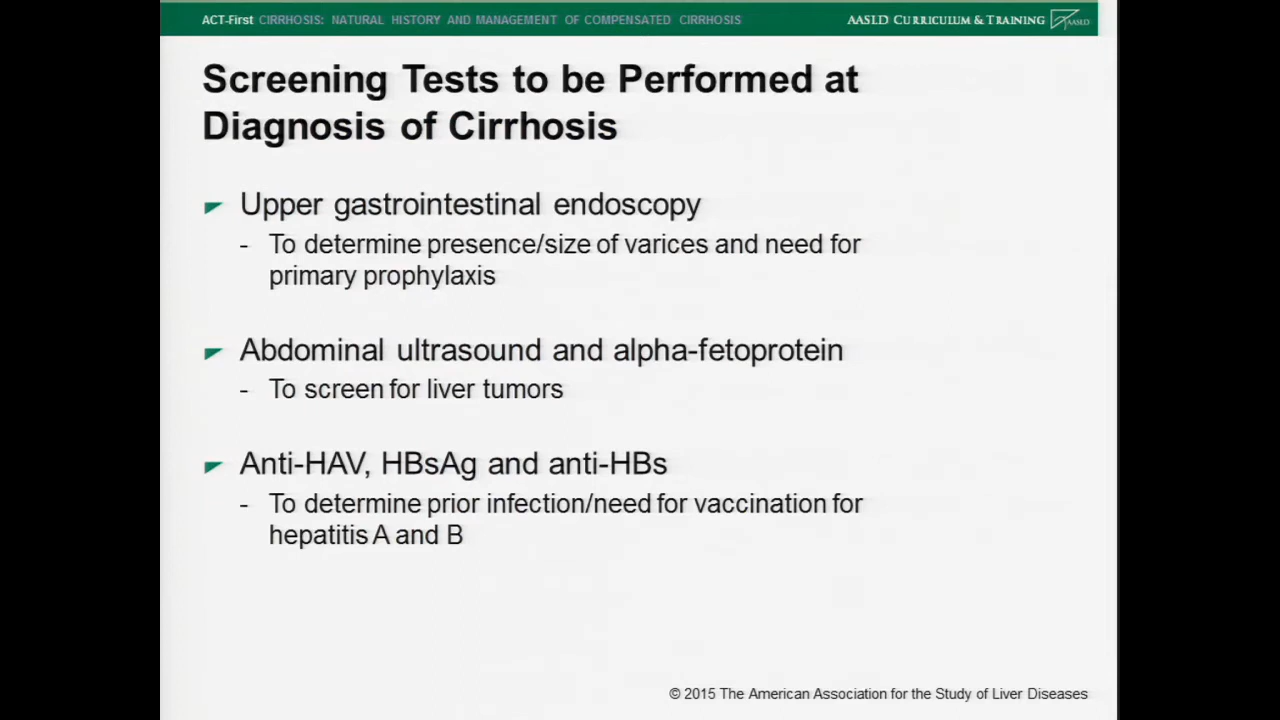 ACT-First CIRRHOSIS: NATURAL HISTORY AND MANAGEMENT OF COMPENSATED CIRRHOSIS
AASLD CURRICULUM & TRAINING AASLD
Screening Tests to be Performed at
Diagnosis of Cirrhosis
Upper gastrointestinal endoscopy
- To determine presence/size of varices and need for
primary prophylaxis
Abdominal ultrasound and alpha-fetoprotein
- To screen for liver tumors
Anti-HAV, HBsAg and anti-HBs
- To determine prior infection/need for vaccination for
hepatitis A and B
© 2015 The American Association for the Study of Liver Diseases